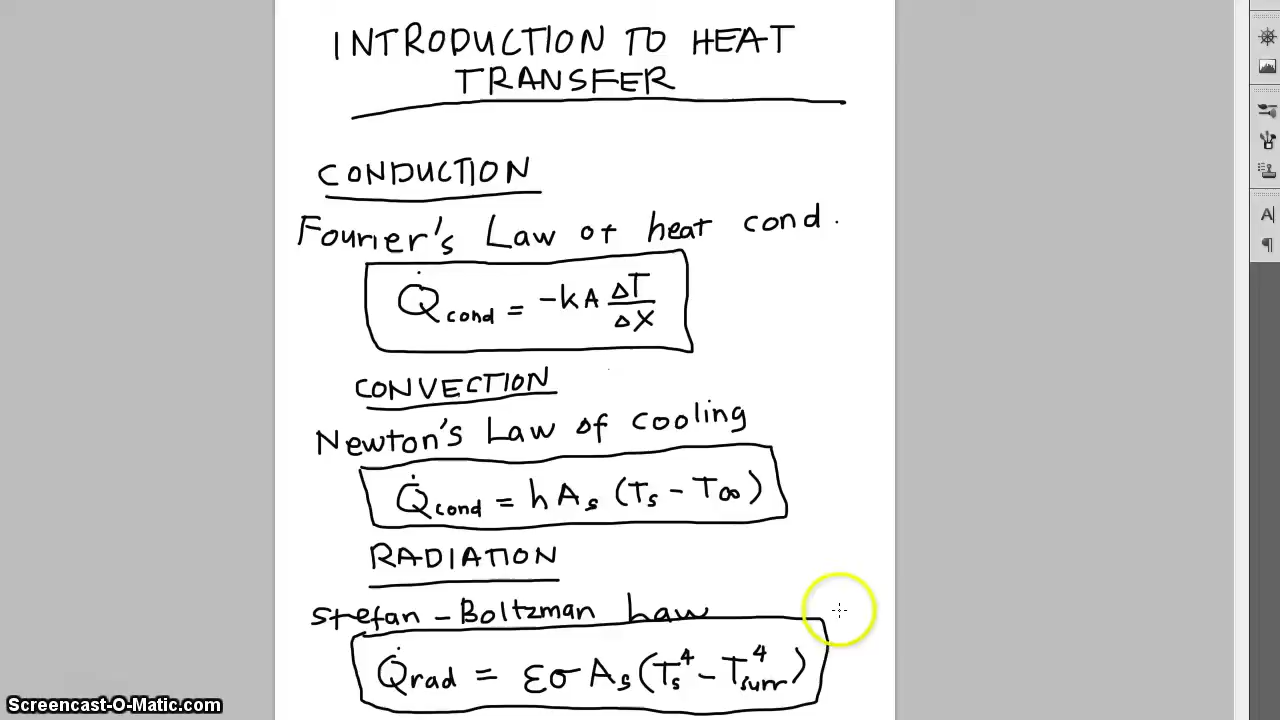 INTRODUCTION TO HEAT
TRANSFER
CONDUCTION
Fourier's Law of heat cond.
Q̇cond = -kA ΔT/ΔX
CONVECTION
Newton's Law of cooling
Q̇cond = hAs (Ts - T∞)
RADIATION
Stefan-Boltzman Law
Q̇rad = εσAs (Ts⁴ - Tsurr⁴)
Screencast-O-Matic.com
A
¶